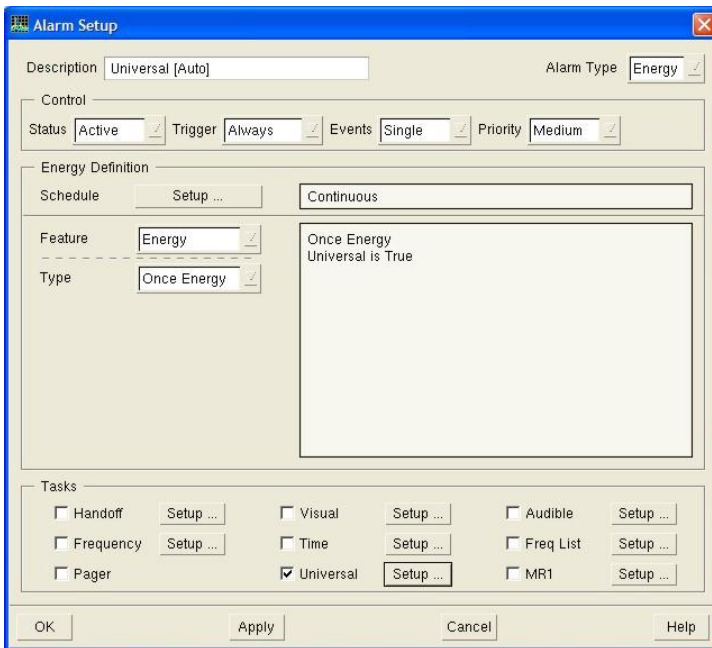 Alarm Setup
Description Universal [Auto] Alarm Type Energy
Control
Status Active Trigger Always Events Single Priority Medium
Energy Definition
Schedule Setup ... Continuous
Feature Energy
Type Once Energy
Once Energy
Universal is True
Tasks
Handoff Setup ... Visual Setup ... Audible Setup ...
Frequency Setup ... Time Setup ... Freq List Setup ...
Pager Universal Setup ... MR1 Setup ...
OK Apply Cancel Help